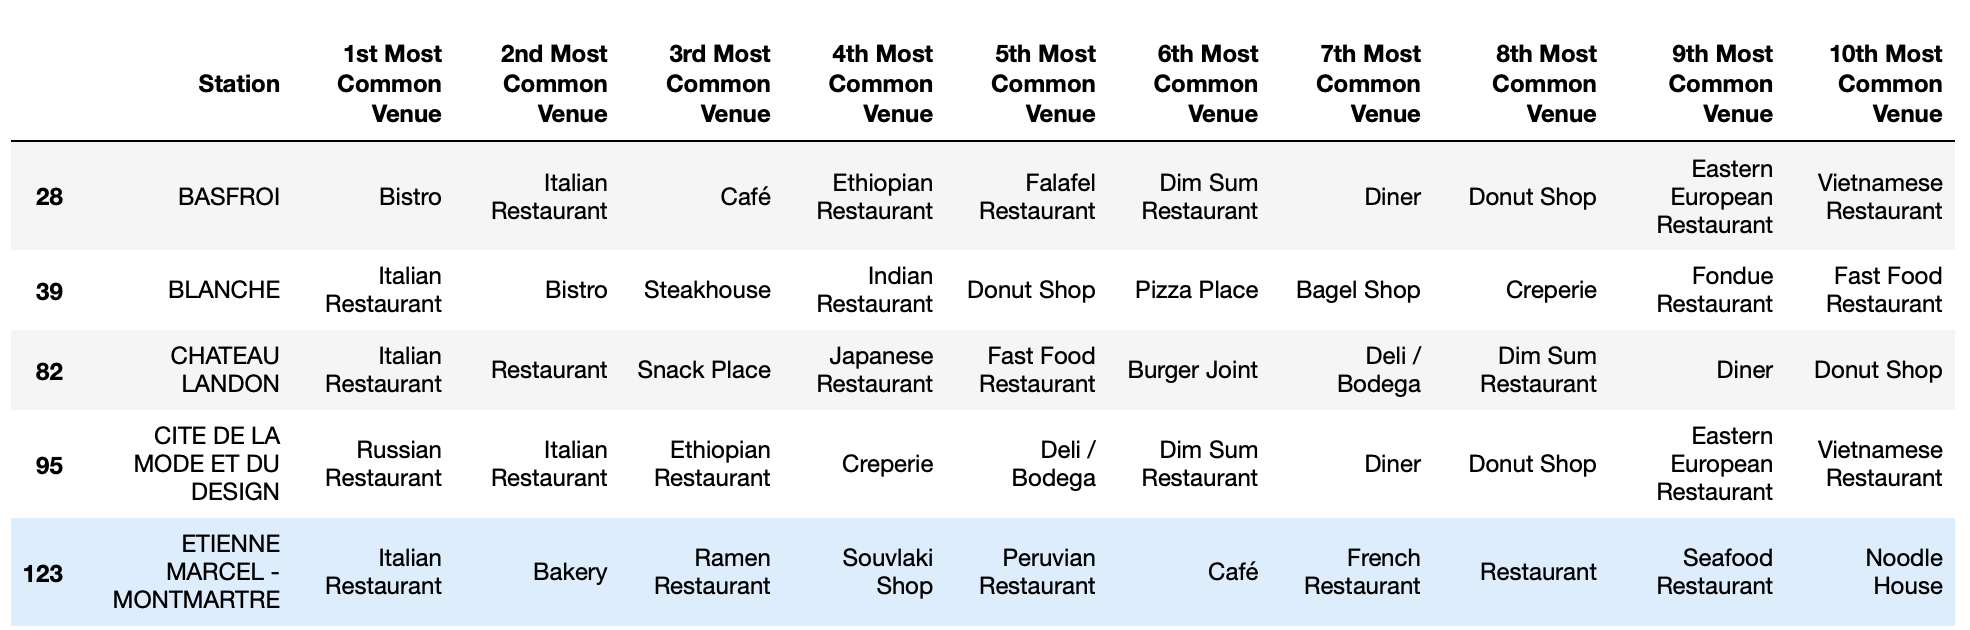 Station 1st Most Common Venue 2nd Most Common Venue 3rd Most Common Venue 4th Most Common Venue 5th Most Common Venue 6th Most Common Venue 7th Most Common Venue 8th Most Common Venue 9th Most Common Venue 10th Most Common Venue
28 BASFROI Bistro Italian Restaurant Café Ethiopian Restaurant Falafel Restaurant Dim Sum Restaurant Diner Donut Shop Eastern European Restaurant Vietnamese Restaurant
39 BLANCHE Italian Restaurant Bistro Steakhouse Indian Restaurant Donut Shop Pizza Place Bagel Shop Creperie Fondue Restaurant Fast Food Restaurant
82 CHATEAU LANDON Italian Restaurant Restaurant Snack Place Japanese Restaurant Fast Food Restaurant Burger Joint Deli / Bodega Dim Sum Restaurant Diner Donut Shop
95 CITE DE LA MODE ET DU DESIGN Russian Restaurant Italian Restaurant Ethiopian Restaurant Creperie Deli / Bodega Dim Sum Restaurant Diner Donut Shop Eastern European Restaurant Vietnamese Restaurant
123 ETIENNE MARCEL - MONTMARTRE Italian Restaurant Bakery Ramen Restaurant Souvlaki Shop Peruvian Restaurant Café French Restaurant Restaurant Seafood Restaurant Noodle House